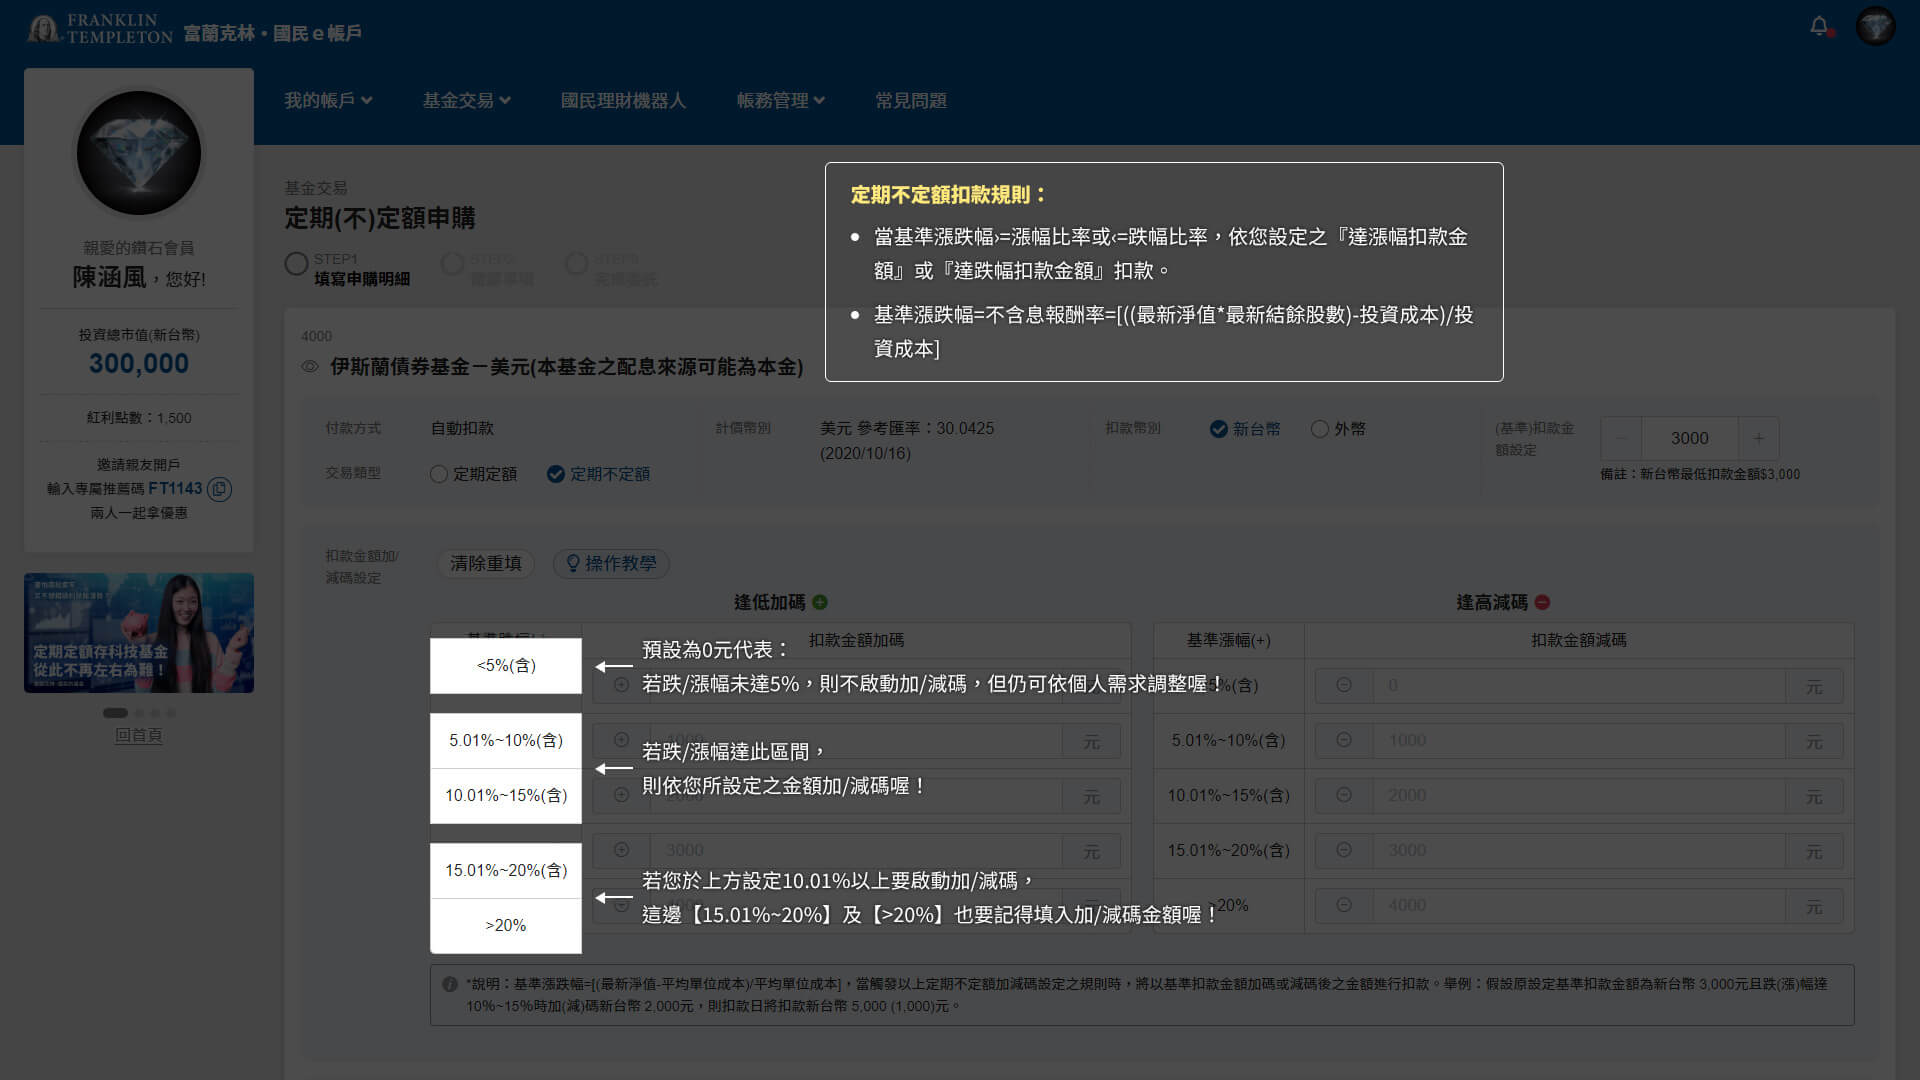 FRANKLIN
TEMPLETON 富蘭克林・國民 e 帳戶
我的帳戶
基金交易
國民理財機器人
帳務管理
常見問題
親愛的鑽石會員
陳涵風，您好!
投資總市值(新台幣)
300,000
紅利點數：1,500
邀請親友開戶
輸入專屬推薦碼 FT1143
兩人一起拿優惠
定期定額存科技基金
從此不再左右為難！
回首頁
基金交易
定期(不)定額申購
STEP1
填寫申購明細
STEP2
STEP3
定期不定額扣款規則：
當基準漲跌幅›=漲幅比率或‹=跌幅比率，依您設定之『達漲幅扣款金
額』或『達跌幅扣款金額』扣款。
基準漲跌幅=不含息報酬率=[((最新淨值*最新結餘股數)-投資成本)/投
資成本]
4000
伊斯蘭債券基金－美元(本基金之配息來源可能為本金)
付款方式
自動扣款
計價幣別
美元 參考匯率：30.0425
(2020/10/16)
扣款幣別
新台幣
外幣
(基準)扣款金
額設定
3000
備註：新台幣最低扣款金額$3,000
交易類型
定期定額
定期不定額
扣款金額加/
減碼設定
清除重填
操作教學
逢低加碼
逢高減碼
扣款金額加碼
基準漲幅(+)
扣款金額減碼
<5%(含)
預設為0元代表：
若跌/漲幅未達5%，則不啟動加/減碼，但仍可依個人需求調整喔！
5%(含)
0
元
5.01%~10%(含)
1000
元
若跌/漲幅達此區間，
則依您所設定之金額加/減碼喔！
5.01%~10%(含)
1000
元
10.01%~15%(含)
元
10.01%~15%(含)
2000
元
15.01%~20%(含)
3000
元
15.01%~20%(含)
3000
元
若您於上方設定10.01%以上要啟動加/減碼，
這邊【15.01%~20%】及【>20%】也要記得填入加/減碼金額喔！
>20%
>20%
4000
元
*說明：基準漲跌幅=[(最新淨值-平均單位成本)/平均單位成本]，當觸發以上定期不定額加減碼設定之規則時，將以基準扣款金額加碼或減碼後之金額進行扣款。舉例：假設原設定基準扣款金額為新台幣 3,000元且跌(漲)幅達
10%~15%時加(減)碼新台幣 2,000元，則扣款日將扣款新台幣 5,000 (1,000)元。